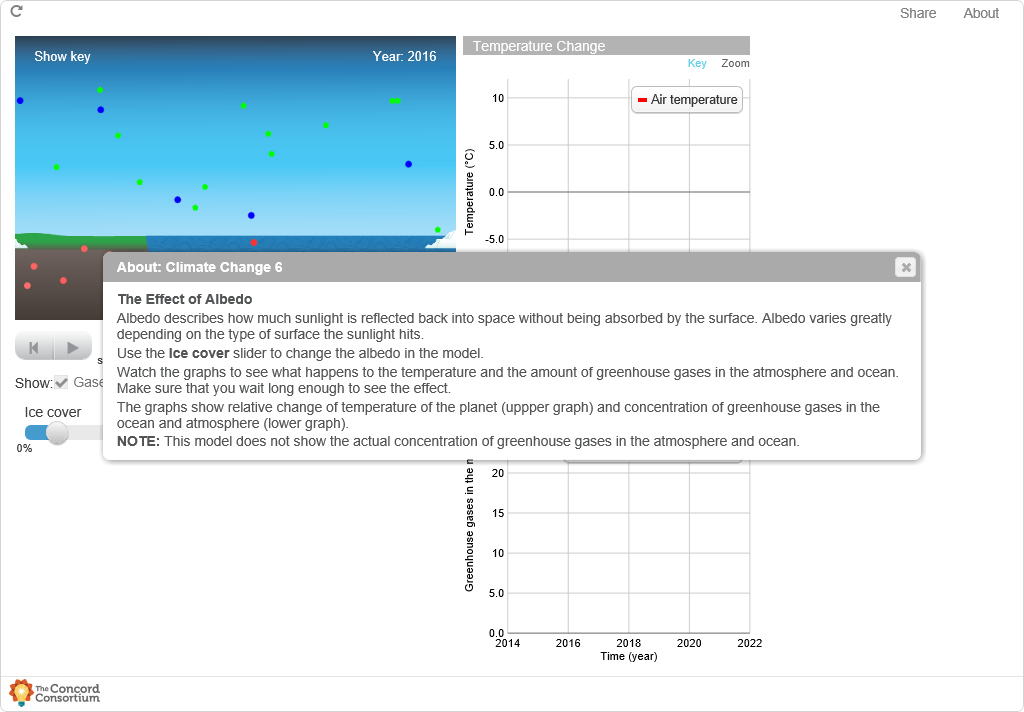 Share
About
Show key
Year: 2016
Temperature Change
Key
Zoom
Air temperature
10
5.0
0.0
-5.0
Temperature (°C)
About: Climate Change 6
The Effect of Albedo
Albedo describes how much sunlight is reflected back into space without being absorbed by the surface. Albedo varies greatly
depending on the type of surface the sunlight hits.
Use the Ice cover slider to change the albedo in the model.
Watch the graphs to see what happens to the temperature and the amount of greenhouse gases in the atmosphere and ocean.
Make sure that you wait long enough to see the effect.
The graphs show relative change of temperature of the planet (uppper graph) and concentration of greenhouse gases in the
ocean and atmosphere (lower graph).
NOTE: This model does not show the actual concentration of greenhouse gases in the atmosphere and ocean.
Show:
Ice cover
0%
Greenhouse gases in the
20
15
10
5.0
0.0
2014
2016
2018
2020
2022
Time (year)
The Concord
Consortium